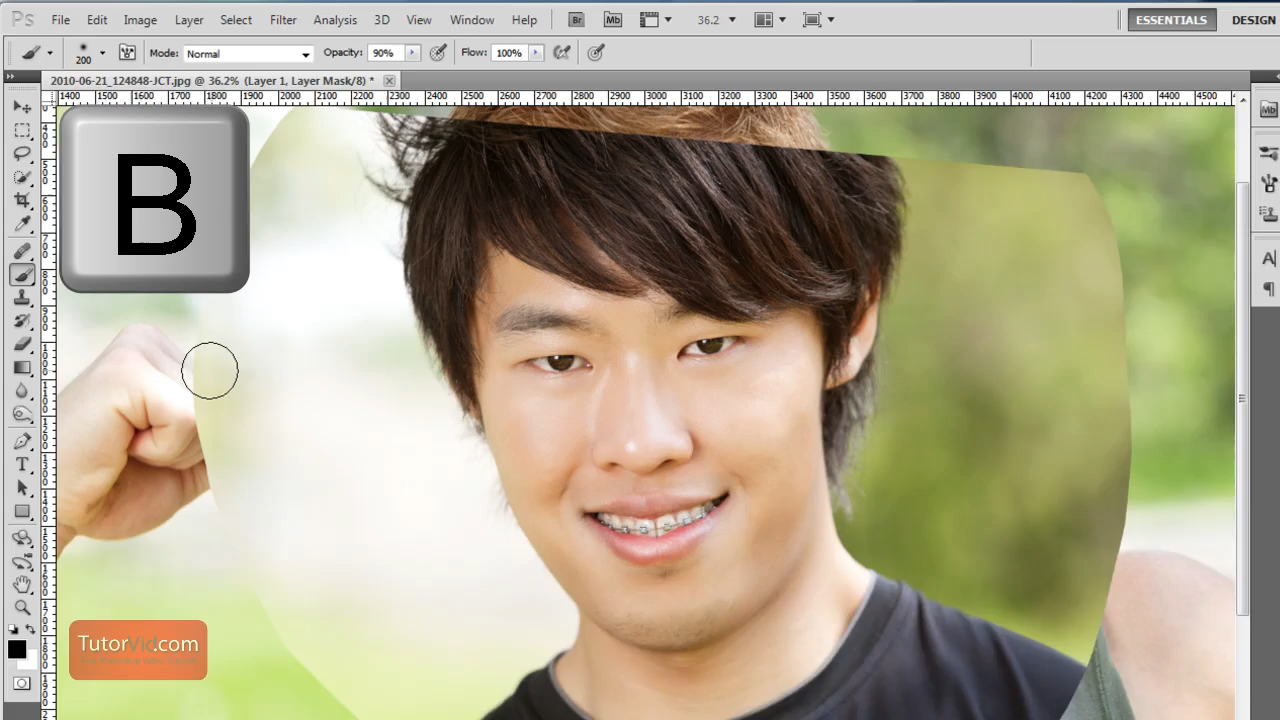 Ps File Edit Image Layer Select Filter Analysis 3D View Window Help Br Mb 36.2 ESSENTIALS DESIGN
200 Mode: Normal Opacity: 90% Flow: 100%
2010-06-21_124848-JCT.jpg @ 36.2% (Layer 1, Layer Mask/8) *
1400 1500 1600 1700 1800 1900 2000 2100 2200 2300 2400 2500 2600 2700 2800 2900 3000 3100 3200 3300 3400 3500 3600 3700 3800 3900 4000 4100 4200 4300 4400 4500
Mb
B
A
TutorVid.com